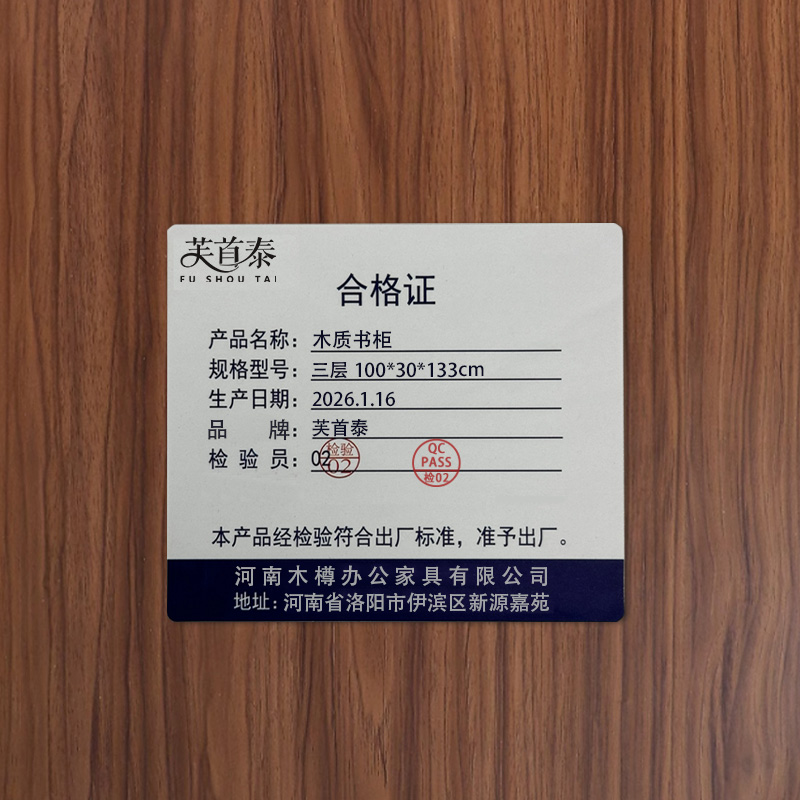 芙首泰
FU SHOU TAI
合格证
产品名称：木质书柜
规格型号：三层 100*30*133cm
生产日期：2026.1.16
品　　牌：芙首泰
检 验 员：02
检验
02
QC
PASS
检02
本产品经检验符合出厂标准，准予出厂。
河南木樽办公家具有限公司
地址：河南省洛阳市伊滨区新源嘉苑